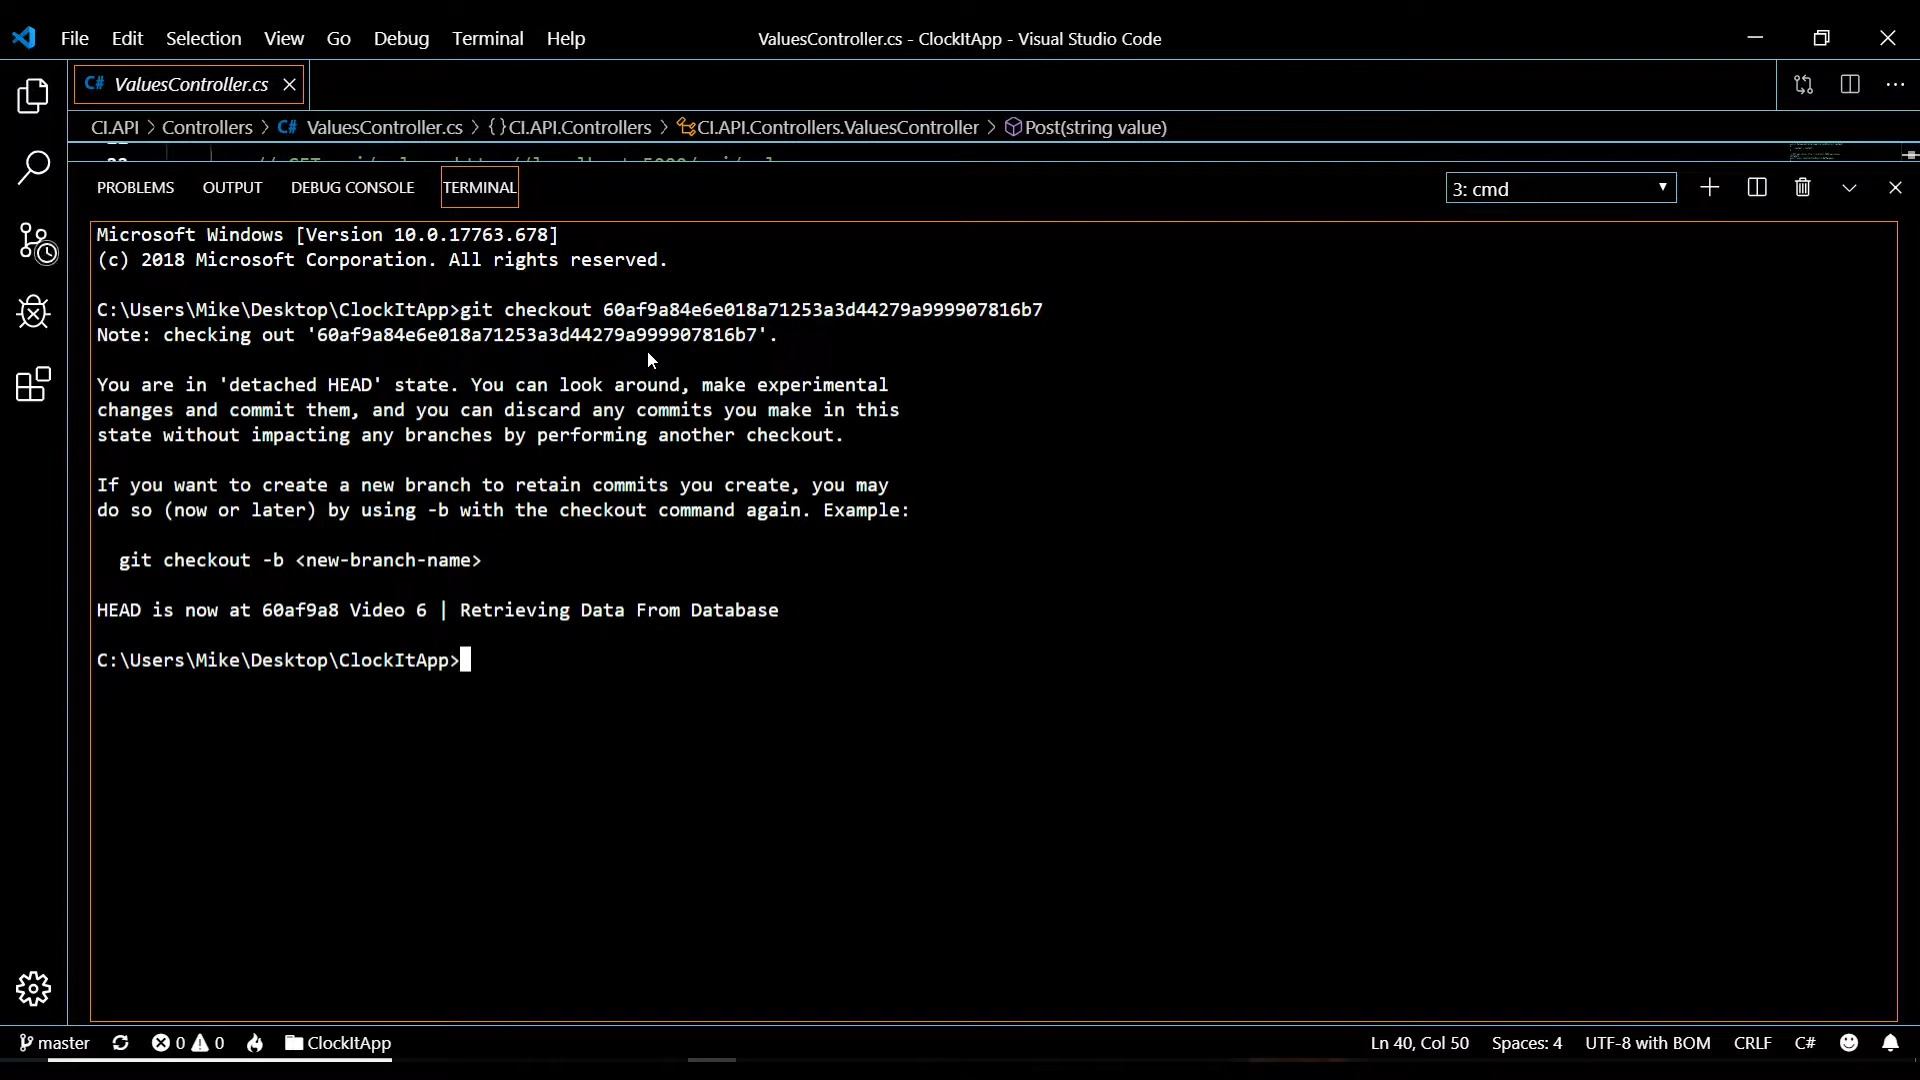 File Edit Selection View Go Debug Terminal Help
ValuesController.cs - ClockItApp - Visual Studio Code
C# ValuesController.cs
CI.API > Controllers > C# ValuesController.cs > {} CI.API.Controllers > CI.API.Controllers.ValuesController > Post(string value)
PROBLEMS OUTPUT DEBUG CONSOLE TERMINAL
3: cmd
Microsoft Windows [Version 10.0.17763.678]
(c) 2018 Microsoft Corporation. All rights reserved.
C:\Users\Mike\Desktop\ClockItApp>git checkout 60af9a84e6e018a71253a3d44279a999907816b7
Note: checking out '60af9a84e6e018a71253a3d44279a999907816b7'.
You are in 'detached HEAD' state. You can look around, make experimental
changes and commit them, and you can discard any commits you make in this
state without impacting any branches by performing another checkout.
If you want to create a new branch to retain commits you create, you may
do so (now or later) by using -b with the checkout command again. Example:
git checkout -b <new-branch-name>
HEAD is now at 60af9a8 Video 6 | Retrieving Data From Database
C:\Users\Mike\Desktop\ClockItApp>
master 0 0 ClockItApp
Ln 40, Col 50 Spaces: 4 UTF-8 with BOM CRLF C#